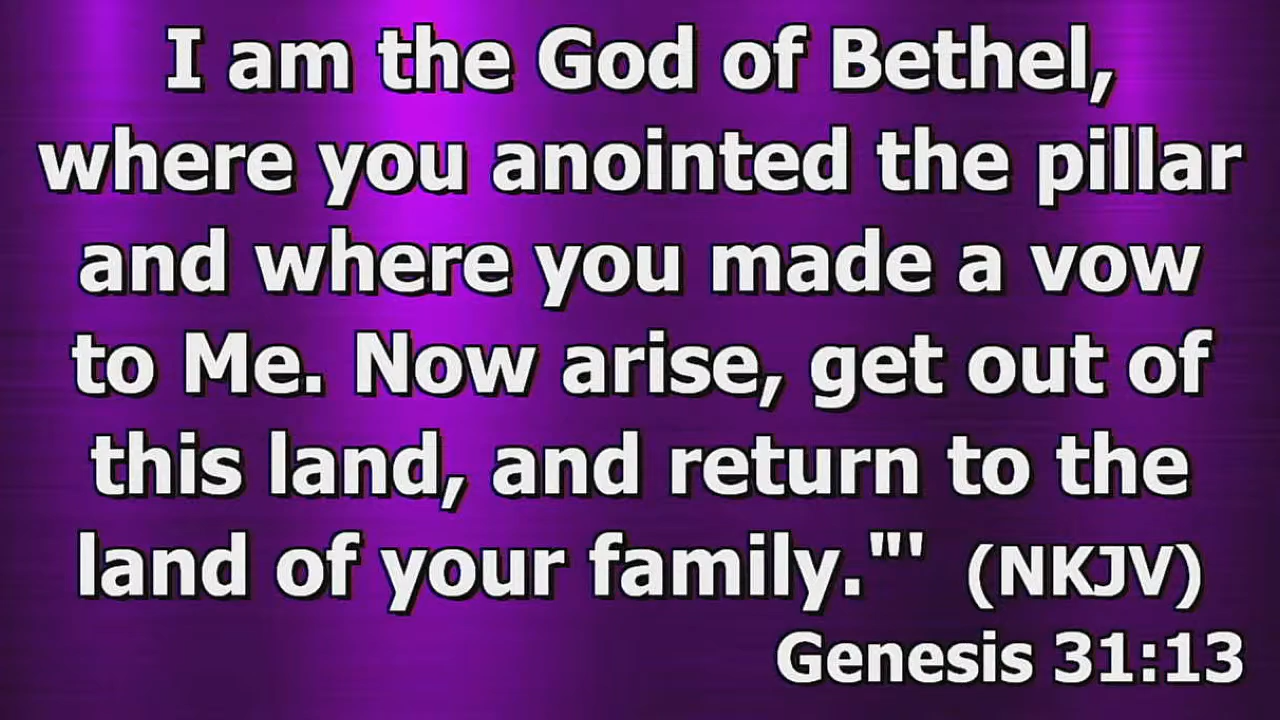 I am the God of Bethel,
where you anointed the pillar
and where you made a vow
to Me. Now arise, get out of
this land, and return to the
land of your family."' (NKJV)
Genesis 31:13